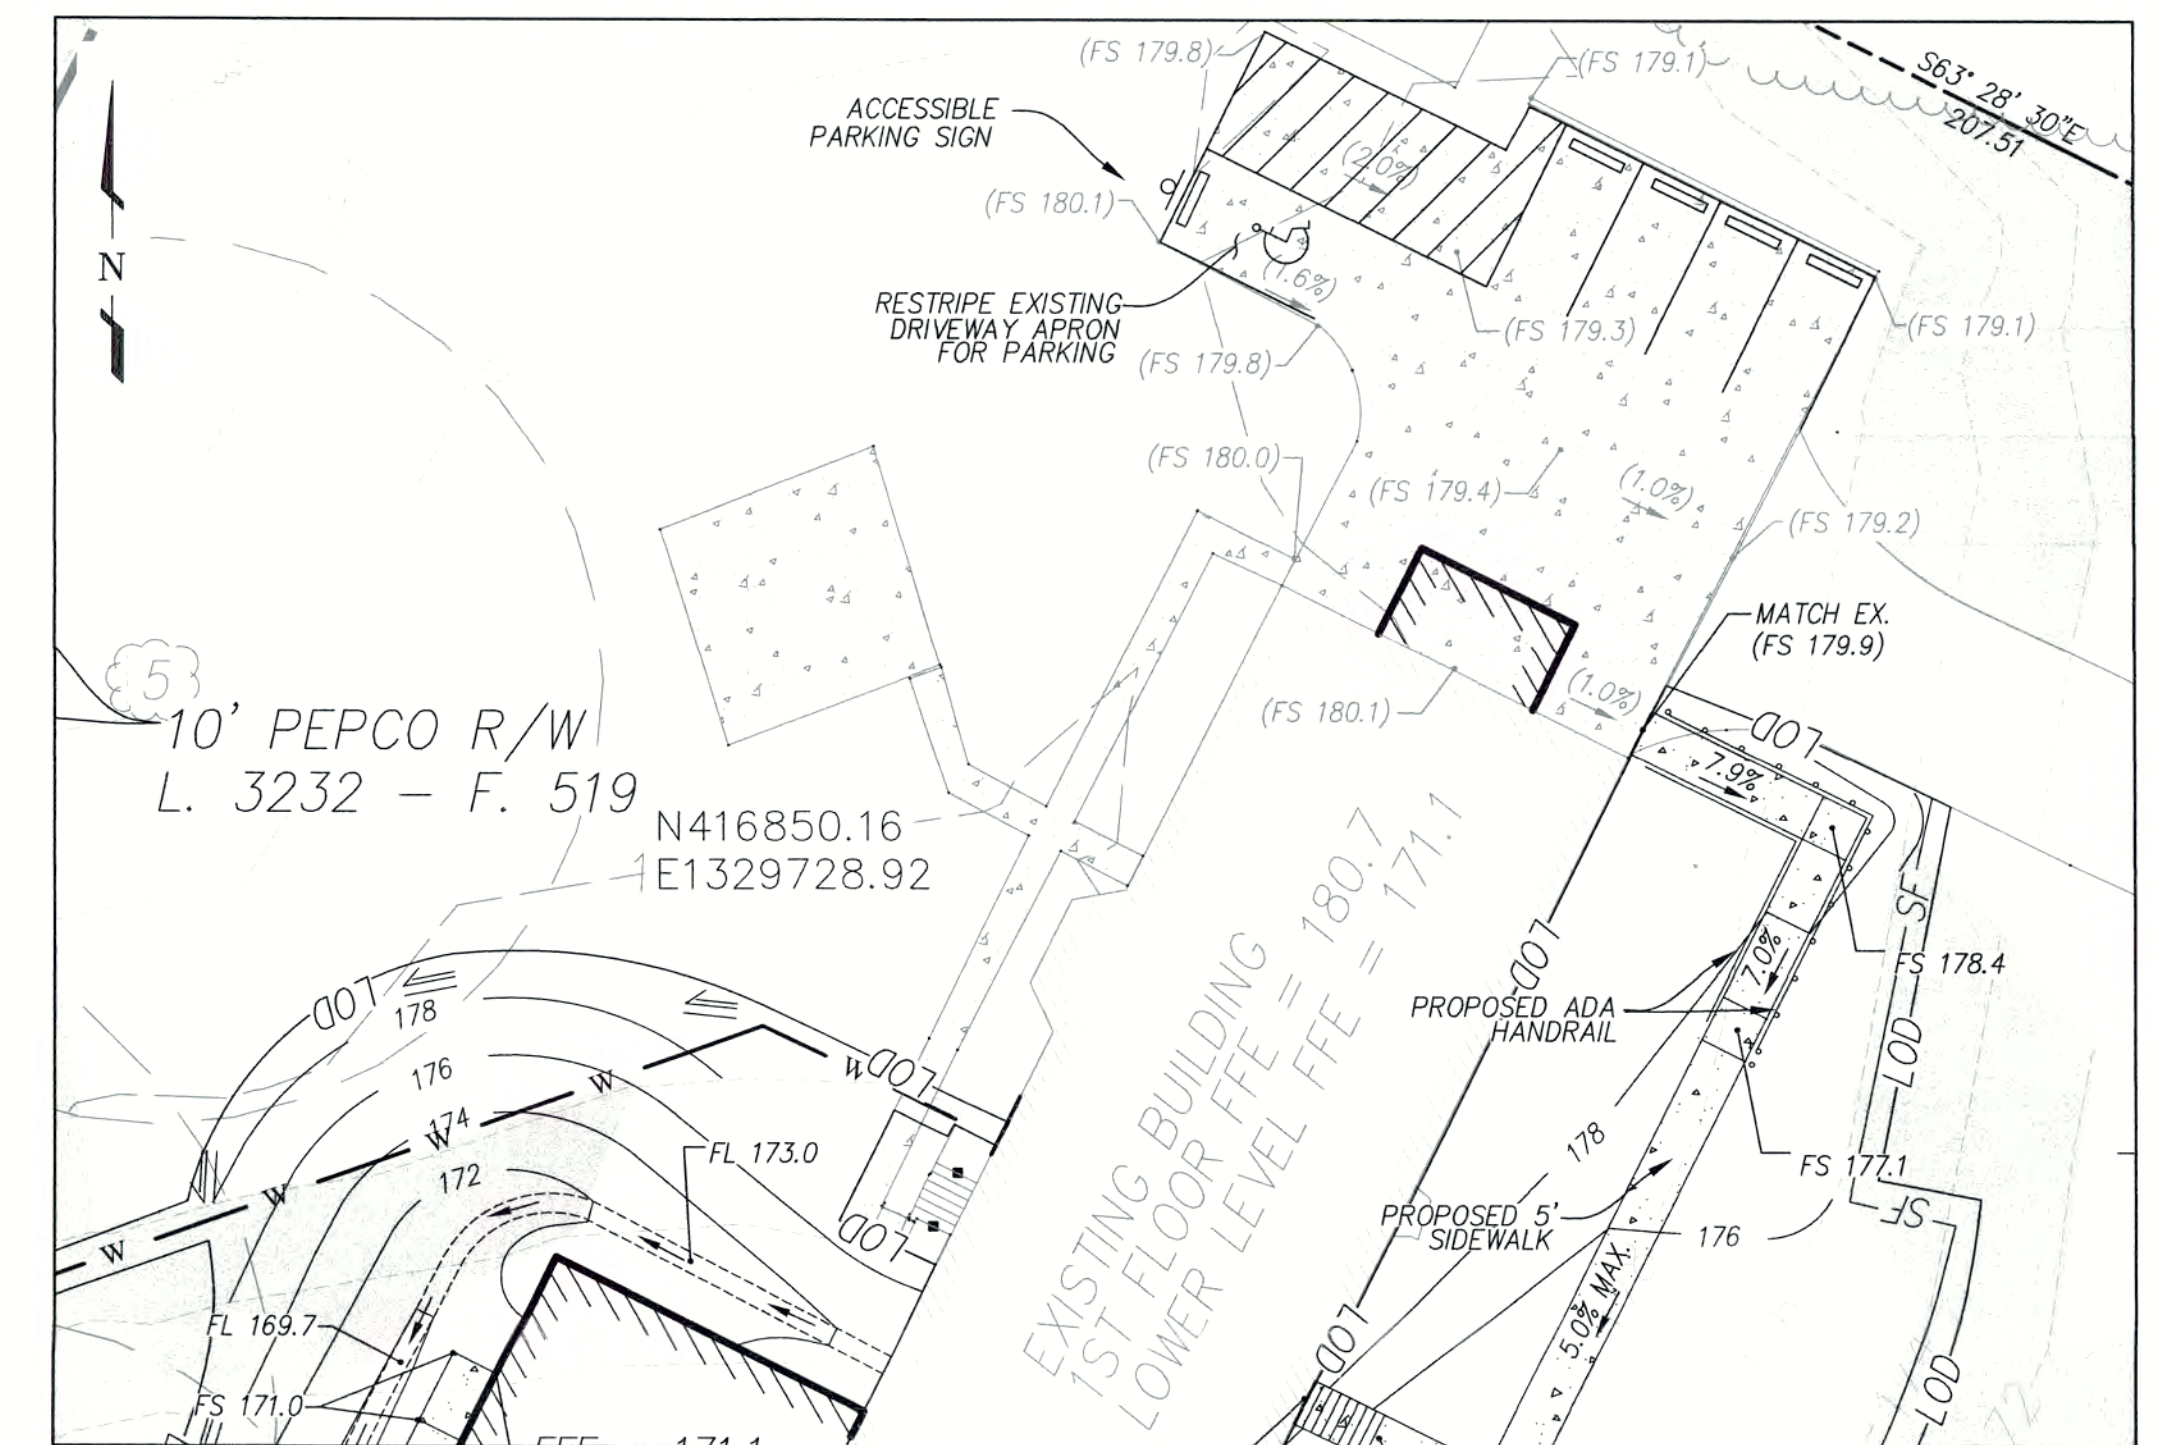 (FS 179.8)
(FS 179.1)
S63° 28' 30"E
207.51
ACCESSIBLE
PARKING SIGN
(2.0%)
(FS 180.1)
N
(1.6%)
RESTRIPE EXISTING
DRIVEWAY APRON
FOR PARKING
(FS 179.3)
(FS 179.1)
(FS 179.8)
(FS 180.0)
(FS 179.4)
(1.0%)
(FS 179.2)
MATCH EX.
(FS 179.9)
5
(1.0%)
(FS 180.1)
10' PEPCO R/W
L. 3232 – F. 519
LOD
7.9%
N416850.16
E1329728.92
SF
LOD
7.0%
FS 178.4
PROPOSED ADA
HANDRAIL
LOD
178
LOD
176
W
LOD
W
174
W
172
FL 173.0
EXISTING BUILDING
1ST FLOOR FFE = 180.7
LOWER LEVEL FFE = 171.1
178
FS 177.1
PROPOSED 5'
SIDEWALK
176
SF
LOD
W
W
5.0% MAX.
FL 169.7
LOD
LOD
FS 171.0
FFE = 171.1
72